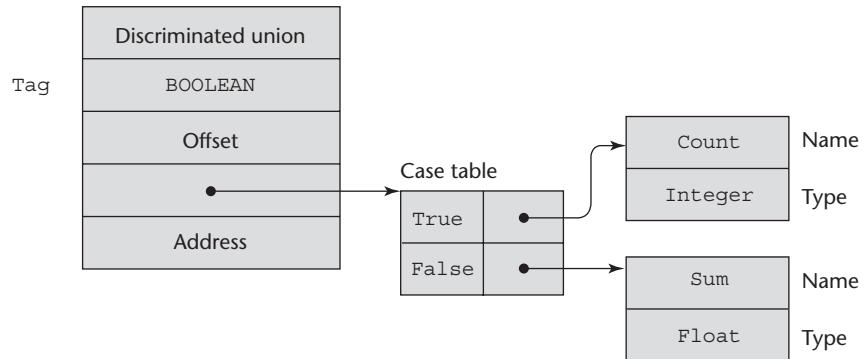 Discriminated union
Tag
BOOLEAN
Offset
Address
Case table
True
False
Count
Name
Integer
Type
Sum
Name
Float
Type